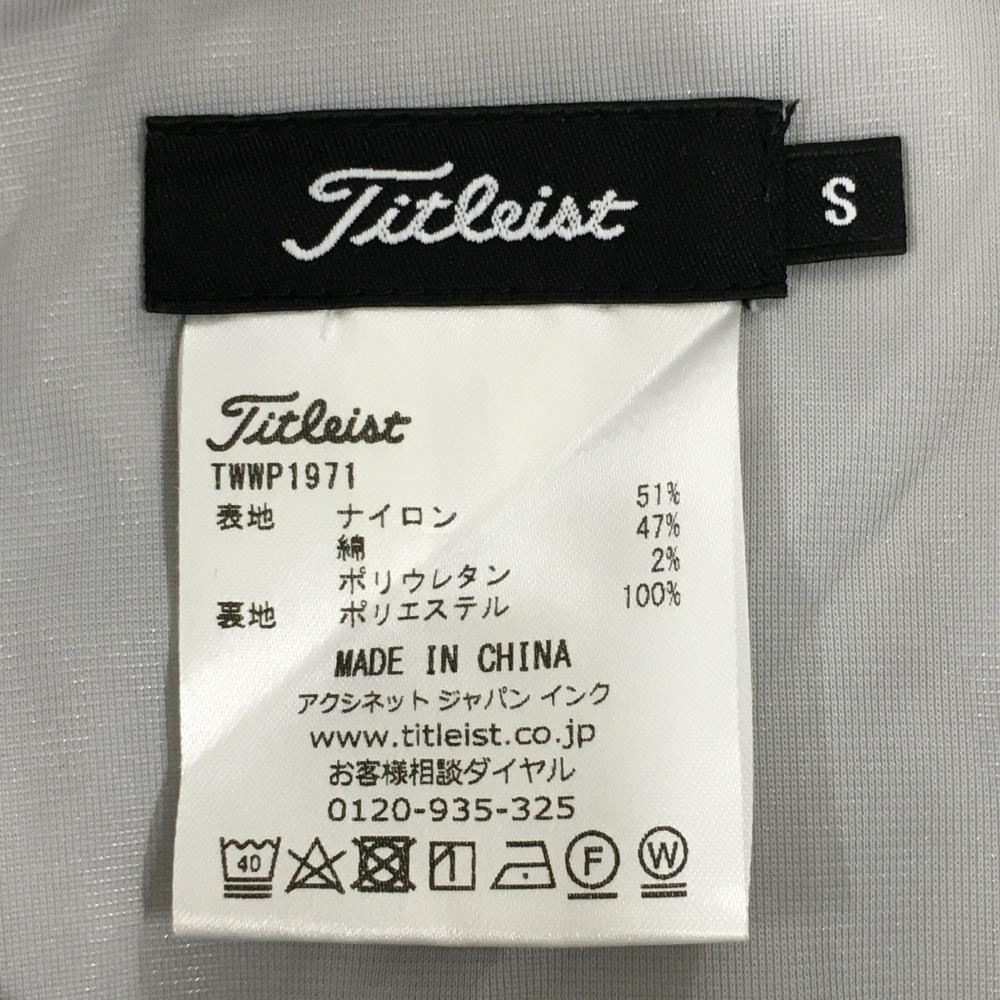 Titleist
S
Titleist
TWWP1971
表地 ナイロン 51%
綿 47%
ポリウレタン 2%
裏地 ポリエステル 100%
MADE IN CHINA
アクシネット ジャパン インク
www.titleist.co.jp
お客様相談ダイヤル
0120-935-325
40 F W